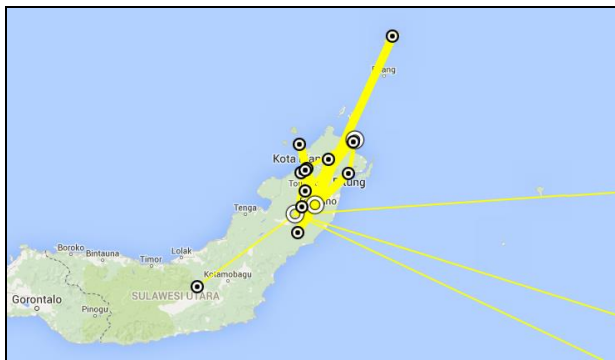 Kota
Tenga
Lolak
Boroko
Bintauna
Timor
Kotamobagu
SULAWESI UTARA
Gorontalo
Pinogu